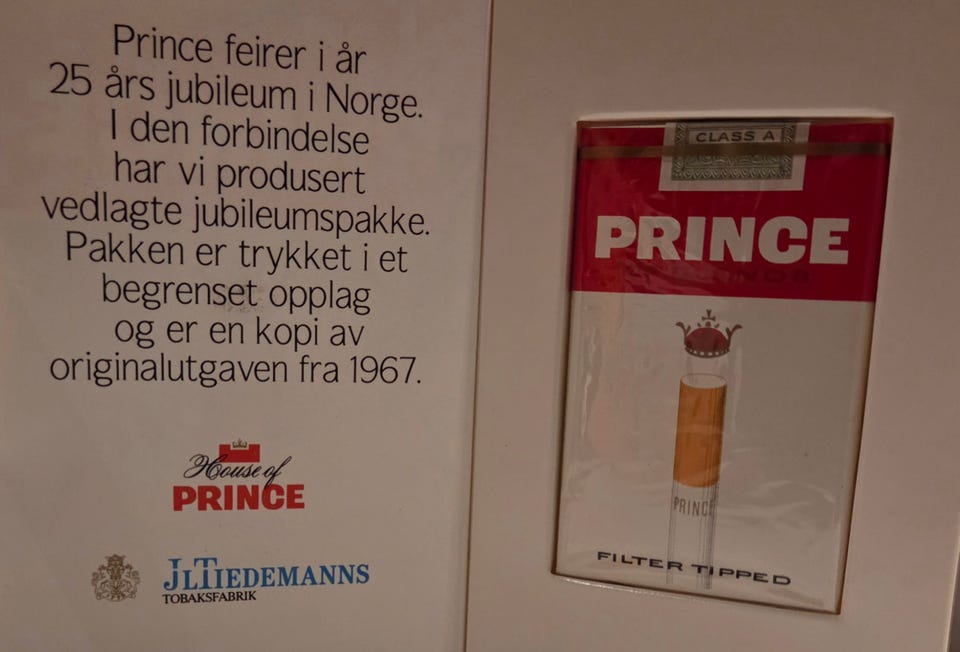 Prince feirer i år
25 års jubileum i Norge.
I den forbindelse
har vi produsert
vedlagte jubileumspakke.
Pakken er trykket i et
begrenset opplag
og er en kopi av
originalutgaven fra 1967.
House of
PRINCE
JLTIEDEMANNS
TOBAKSFABRIK
CLASS A
PRINCE
PRINCE
FILTER TIPPED